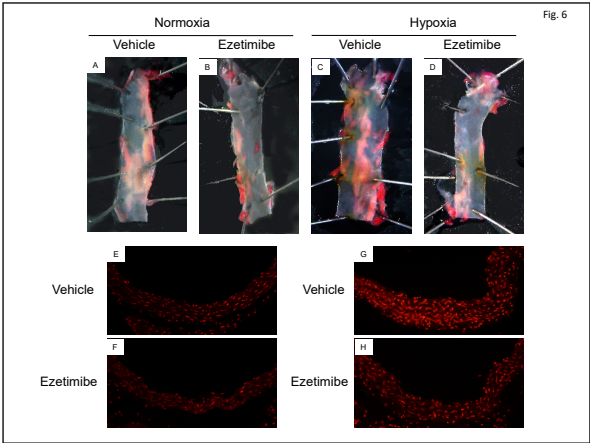 Fig. 6
Normoxia Hypoxia
Vehicle Ezetimibe Vehicle Ezetimibe
A B C D
E G
Vehicle Vehicle
F H
Ezetimibe Ezetimibe